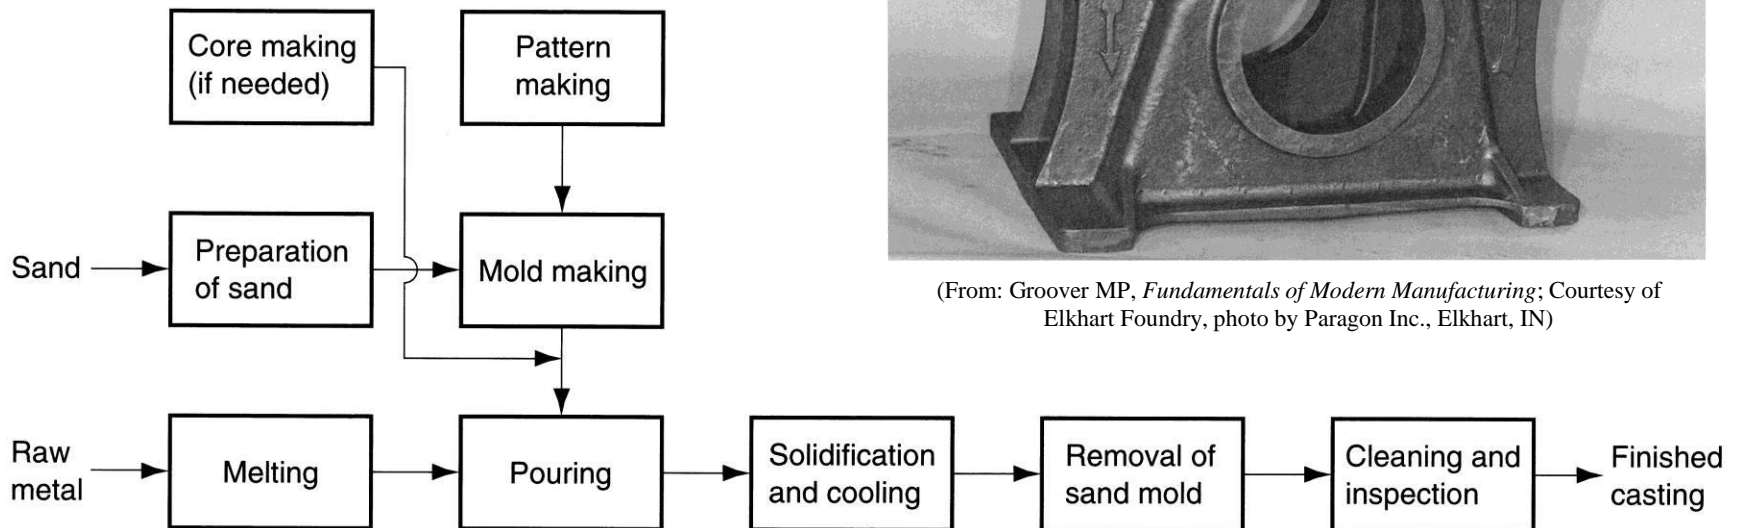 Core making
(if needed)
Pattern
making
Sand
Preparation
of sand
Mold making
(From: Groover MP, Fundamentals of Modern Manufacturing; Courtesy of
Elkhart Foundry, photo by Paragon Inc., Elkhart, IN)
Raw
metal
Melting
Pouring
Solidification
and cooling
Removal of
sand mold
Cleaning and
inspection
Finished
casting